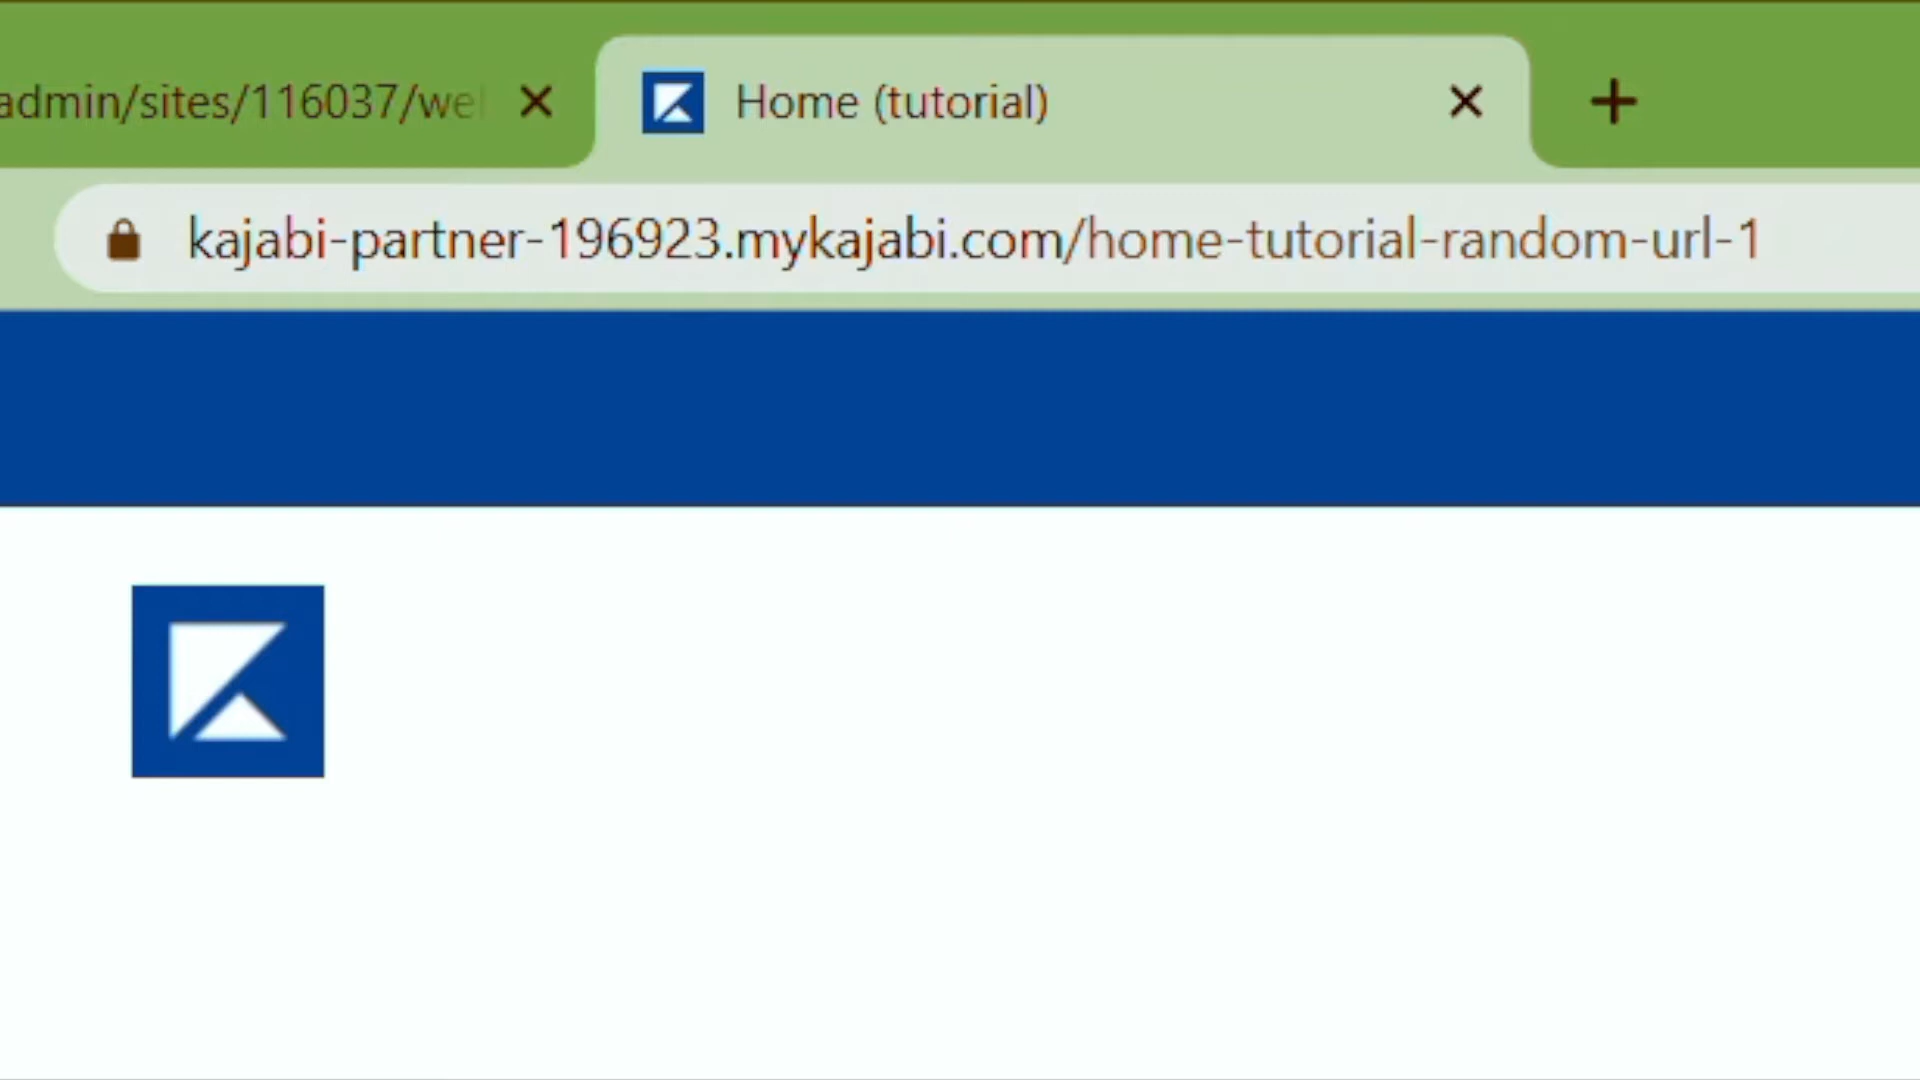 admin/sites/116037/we
Home (tutorial)
kajabi-partner-196923.mykajabi.com/home-tutorial-random-url-1